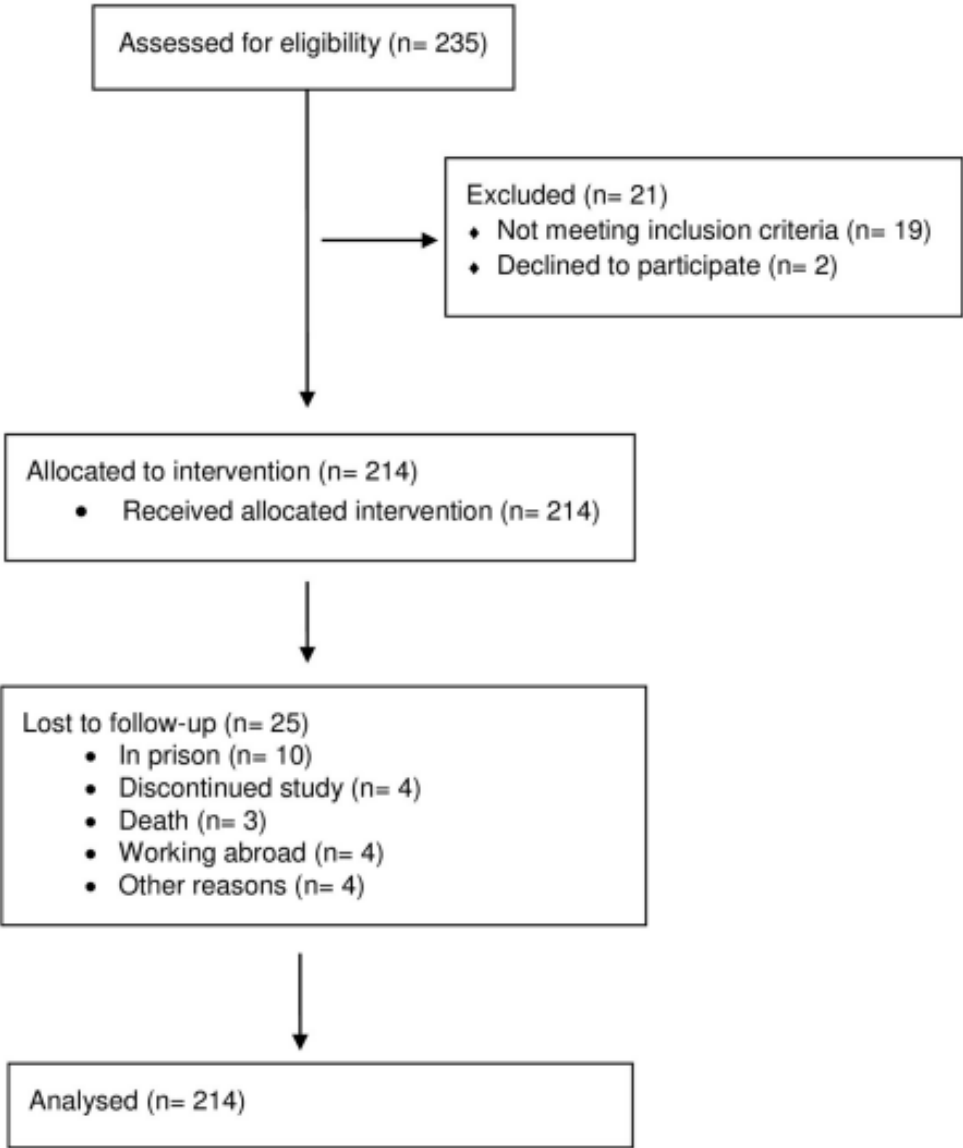 Assessed for eligibility (n= 235)
Excluded (n= 21)
♦ Not meeting inclusion criteria (n= 19)
♦ Declined to participate (n= 2)
Allocated to intervention (n= 214)
• Received allocated intervention (n= 214)
Lost to follow-up (n= 25)
• In prison (n= 10)
• Discontinued study (n= 4)
• Death (n= 3)
• Working abroad (n= 4)
• Other reasons (n= 4)
Analysed (n= 214)